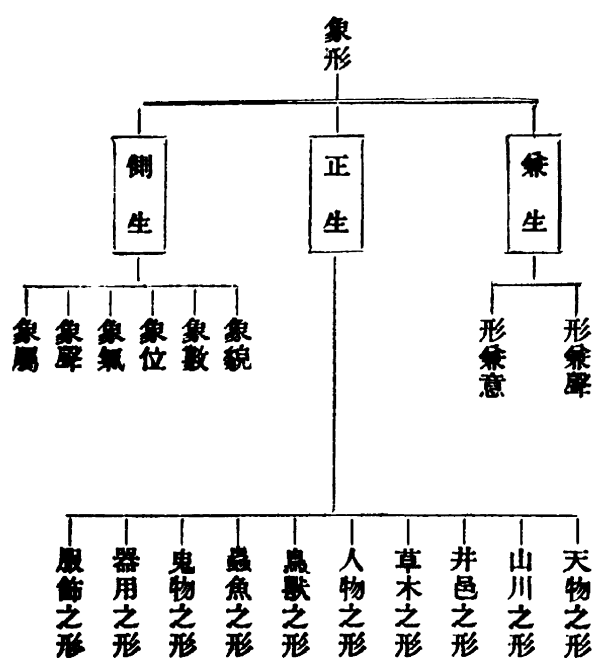 象形
兼生
正生
側生
形兼聲
形兼意
象貌
象數
象位
象氣
象聲
象屬
天物之形
山川之形
井邑之形
草木之形
人物之形
鳥獸之形
蟲魚之形
鬼物之形
器用之形
服飾之形